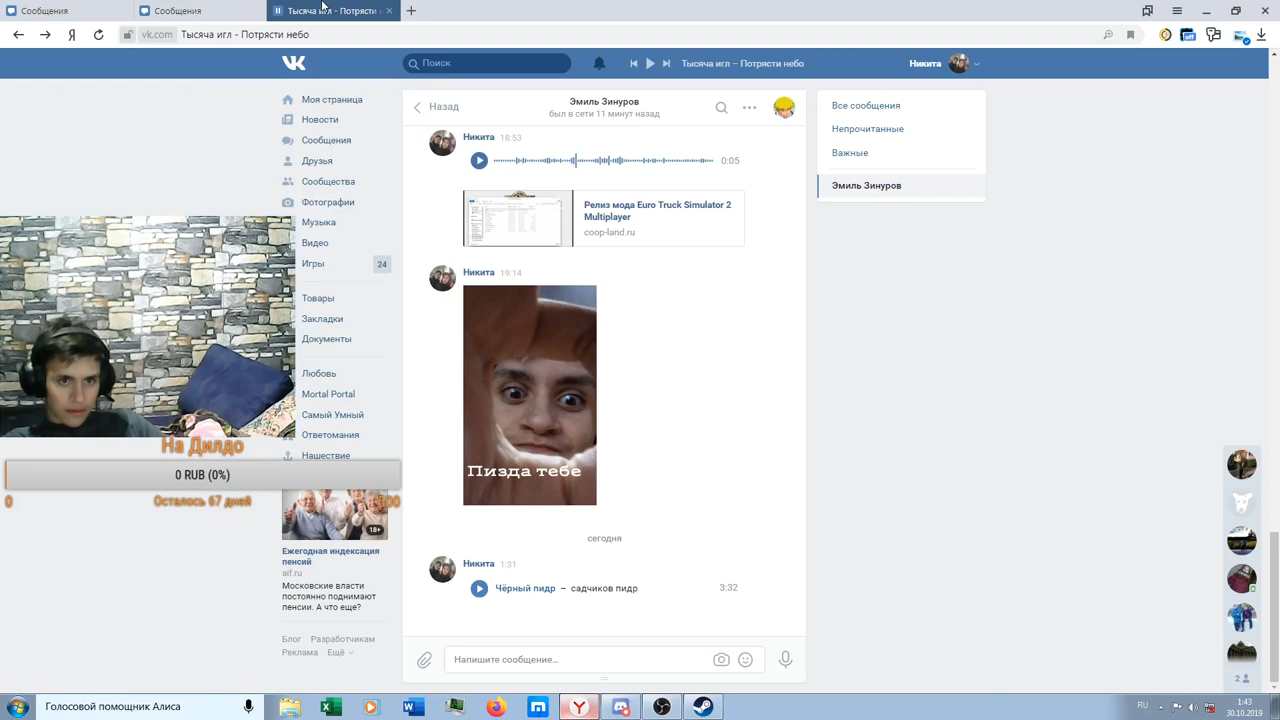 Сообщения
Сообщения
Тысяча игл - Потрясти
vk.com Тысяча игл - Потрясти небо
off
Поиск
Тысяча игл – Потрясти небо
Никита
Моя страница
Новости
Сообщения
Друзья
Сообщества
Фотографии
Музыка
Видео
Игры
24
Товары
Закладки
Документы
Любовь
Mortal Portal
Самый Умный
Ответомания
Нашествие
На Дилдо
0 RUB (0%)
0
Осталось 67 дней
500
18+
Ежегодная индексация
пенсий
aif.ru
Московские власти
постоянно поднимают
пенсии. А что еще?
Блог Разработчикам
Реклама Ещё
Назад
Эмиль Зинуров
был в сети 11 минут назад
Никита 18:53
0:05
Релиз мода Euro Truck Simulator 2
Multiplayer
coop-land.ru
Никита 19:14
Пизда тебе
сегодня
Никита 1:31
Чёрный пидр – садчиков пидр 3:32
Напишите сообщение...
Все сообщения
Непрочитанные
Важные
Эмиль Зинуров
2
Голосовой помощник Алиса
RU
1:43
30.10.2019